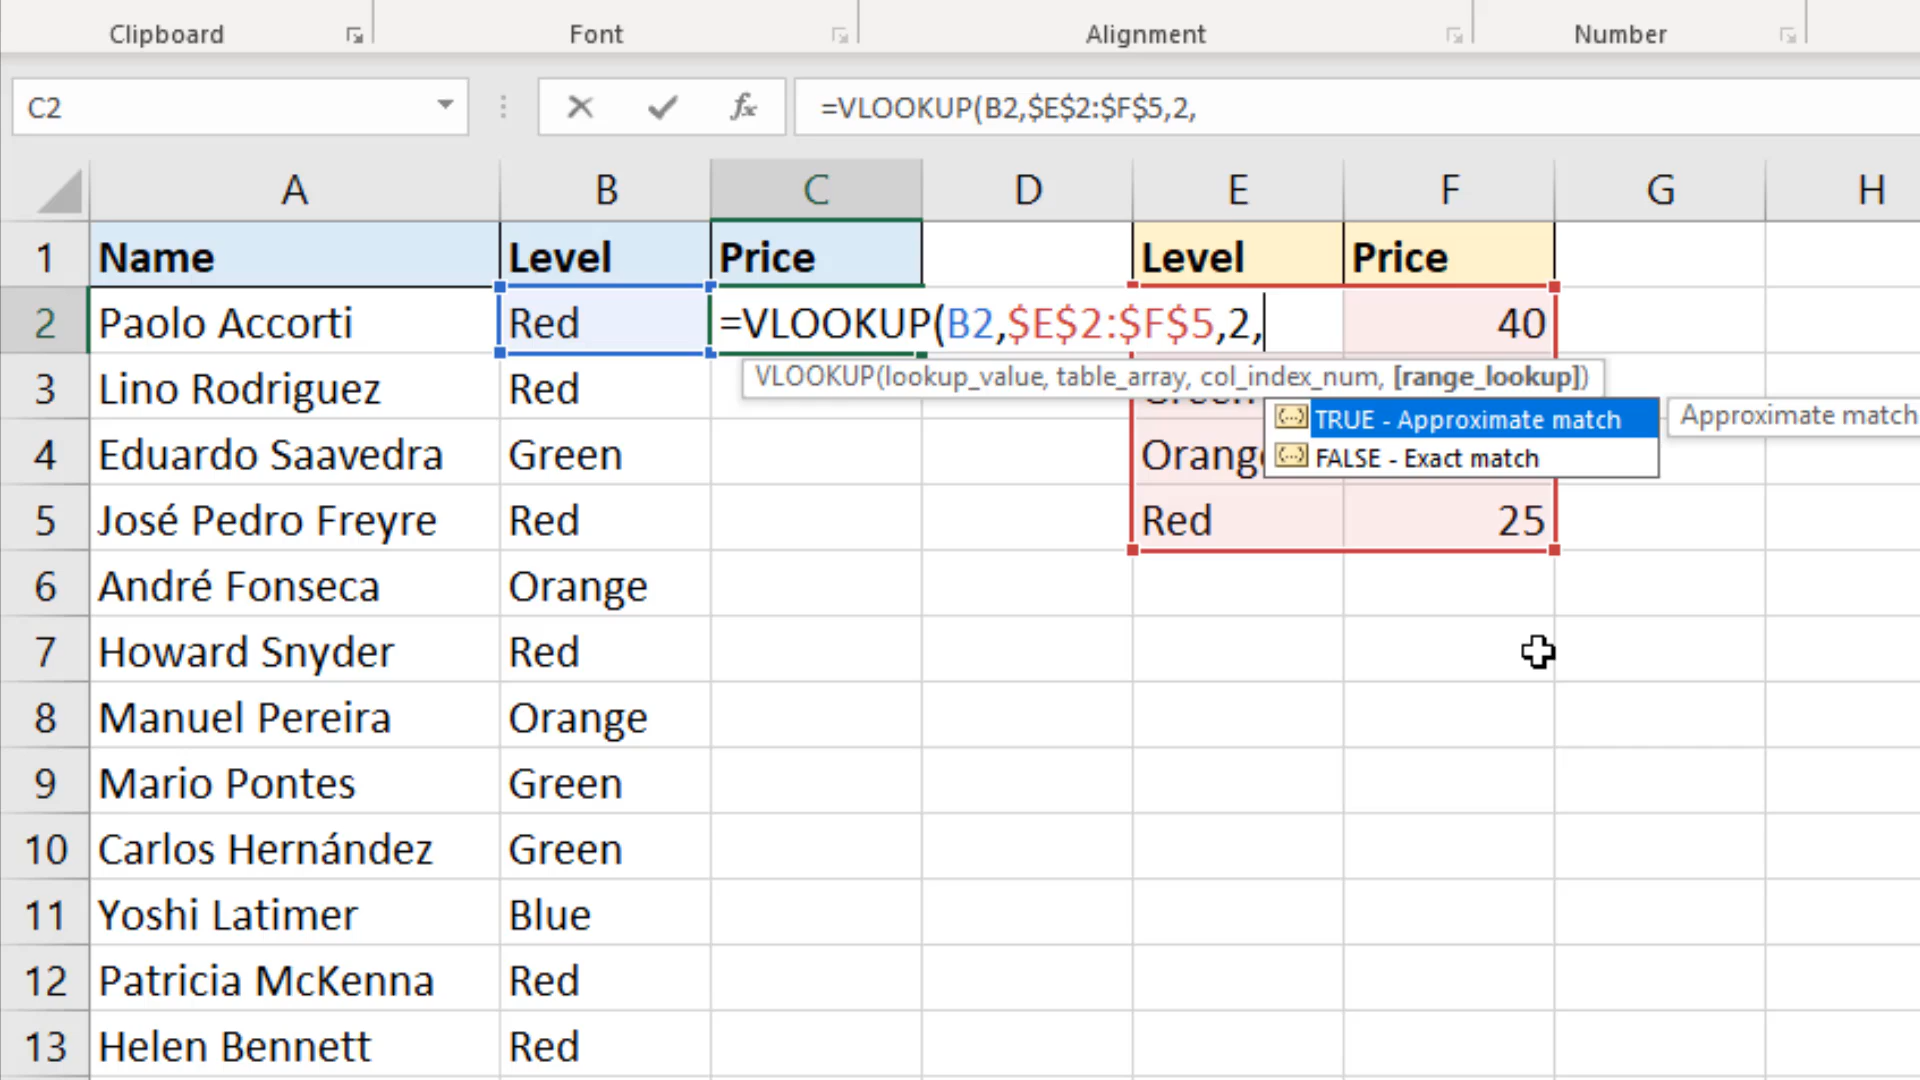 Clipboard Font Alignment Number
C2 fx =VLOOKUP(B2,$E$2:$F$5,2,
A B C D E F G H
1 Name Level Price Level Price
2 Paolo Accorti Red =VLOOKUP(B2,$E$2:$F$5,2, 40
VLOOKUP(lookup_value, table_array, col_index_num, [range_lookup])
3 Lino Rodriguez Red
TRUE - Approximate match Approximate match
4 Eduardo Saavedra Green
FALSE - Exact match
5 José Pedro Freyre Red Red 25
6 André Fonseca Orange
7 Howard Snyder Red
8 Manuel Pereira Orange
9 Mario Pontes Green
10 Carlos Hernández Green
11 Yoshi Latimer Blue
12 Patricia McKenna Red
13 Helen Bennett Red